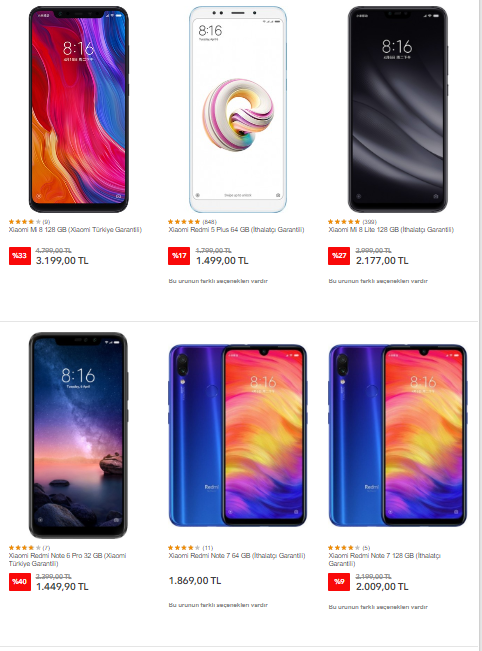 8:16
8:16
8:16
(9)
Xiaomi Mi 8 128 GB (Xiaomi Türkiye Garantili)
%33
4.799,00 TL
3.199,00 TL
(848)
Xiaomi Redmi 5 Plus 64 GB (İthalatçı Garantili)
%17
1.799,00 TL
1.499,00 TL
Bu ürünün farklı seçenekleri vardır
(399)
Xiaomi Mi 8 Lite 128 GB (İthalatçı Garantili)
%27
2.999,00 TL
2.177,00 TL
Bu ürünün farklı seçenekleri vardır
8:16
8:16
8:16
Redmi
Redmi
(7)
Xiaomi Redmi Note 6 Pro 32 GB (Xiaomi
Türkiye Garantili)
%40
2.399,00 TL
1.449,90 TL
(11)
Xiaomi Redmi Note 7 64 GB (İthalatçı Garantili)
1.869,00 TL
Bu ürünün farklı seçenekleri vardır
(5)
Xiaomi Redmi Note 7 128 GB (İthalatçı
Garantili)
%9
2.199,00 TL
2.009,00 TL
Bu ürünün farklı seçenekleri vardır